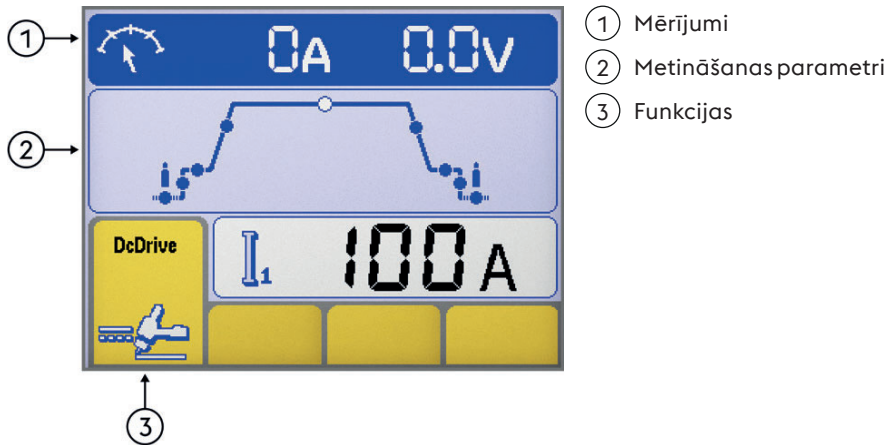 1 Mērījumi
2 Metināšanas parametri
3 Funkcijas
1
0A 0.0V
2
DcDrive
I1 100A
3